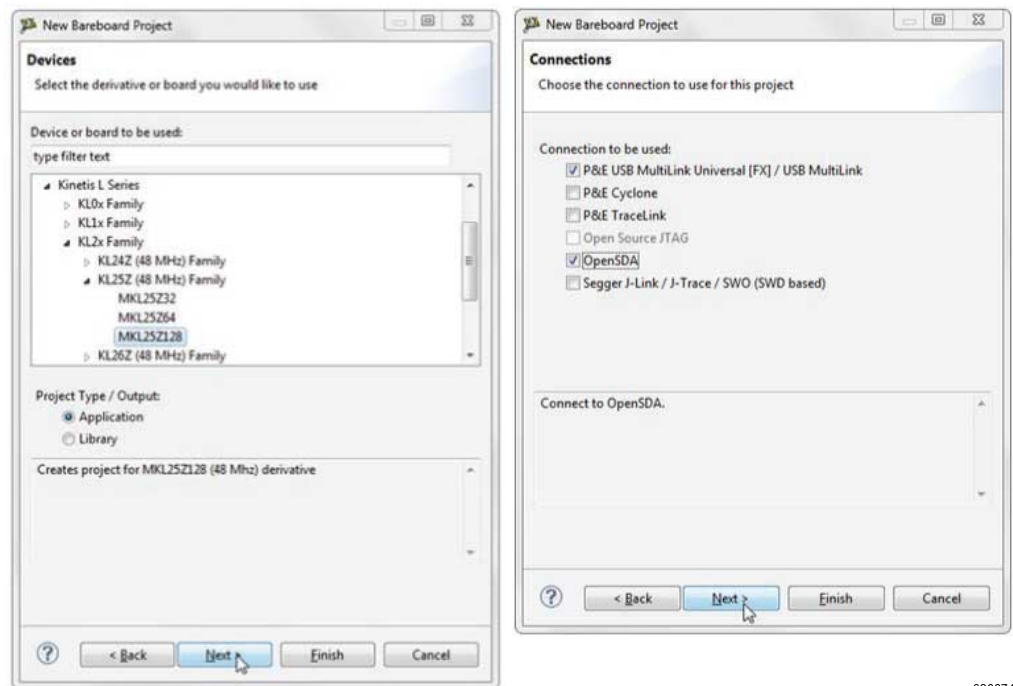 New Bareboard Project
Devices
Select the derivative or board you would like to use
Device or board to be used:
type filter text
Kinetis L Series
KL0x Family
KL1x Family
KL2x Family
KL24Z (48 MHz) Family
KL25Z (48 MHz) Family
MKL25Z32
MKL25Z64
MKL25Z128
KL26Z (48 MHz) Family
Project Type / Output:
Application
Library
Creates project for MKL25Z128 (48 Mhz) derivative
< Back Next > Finish Cancel
New Bareboard Project
Connections
Choose the connection to use for this project
Connection to be used:
P&E USB MultiLink Universal [FX] / USB MultiLink
P&E Cyclone
P&E TraceLink
Open Source JTAG
OpenSDA
Segger J-Link / J-Trace / SWO (SWD based)
Connect to OpenSDA.
< Back Next > Finish Cancel